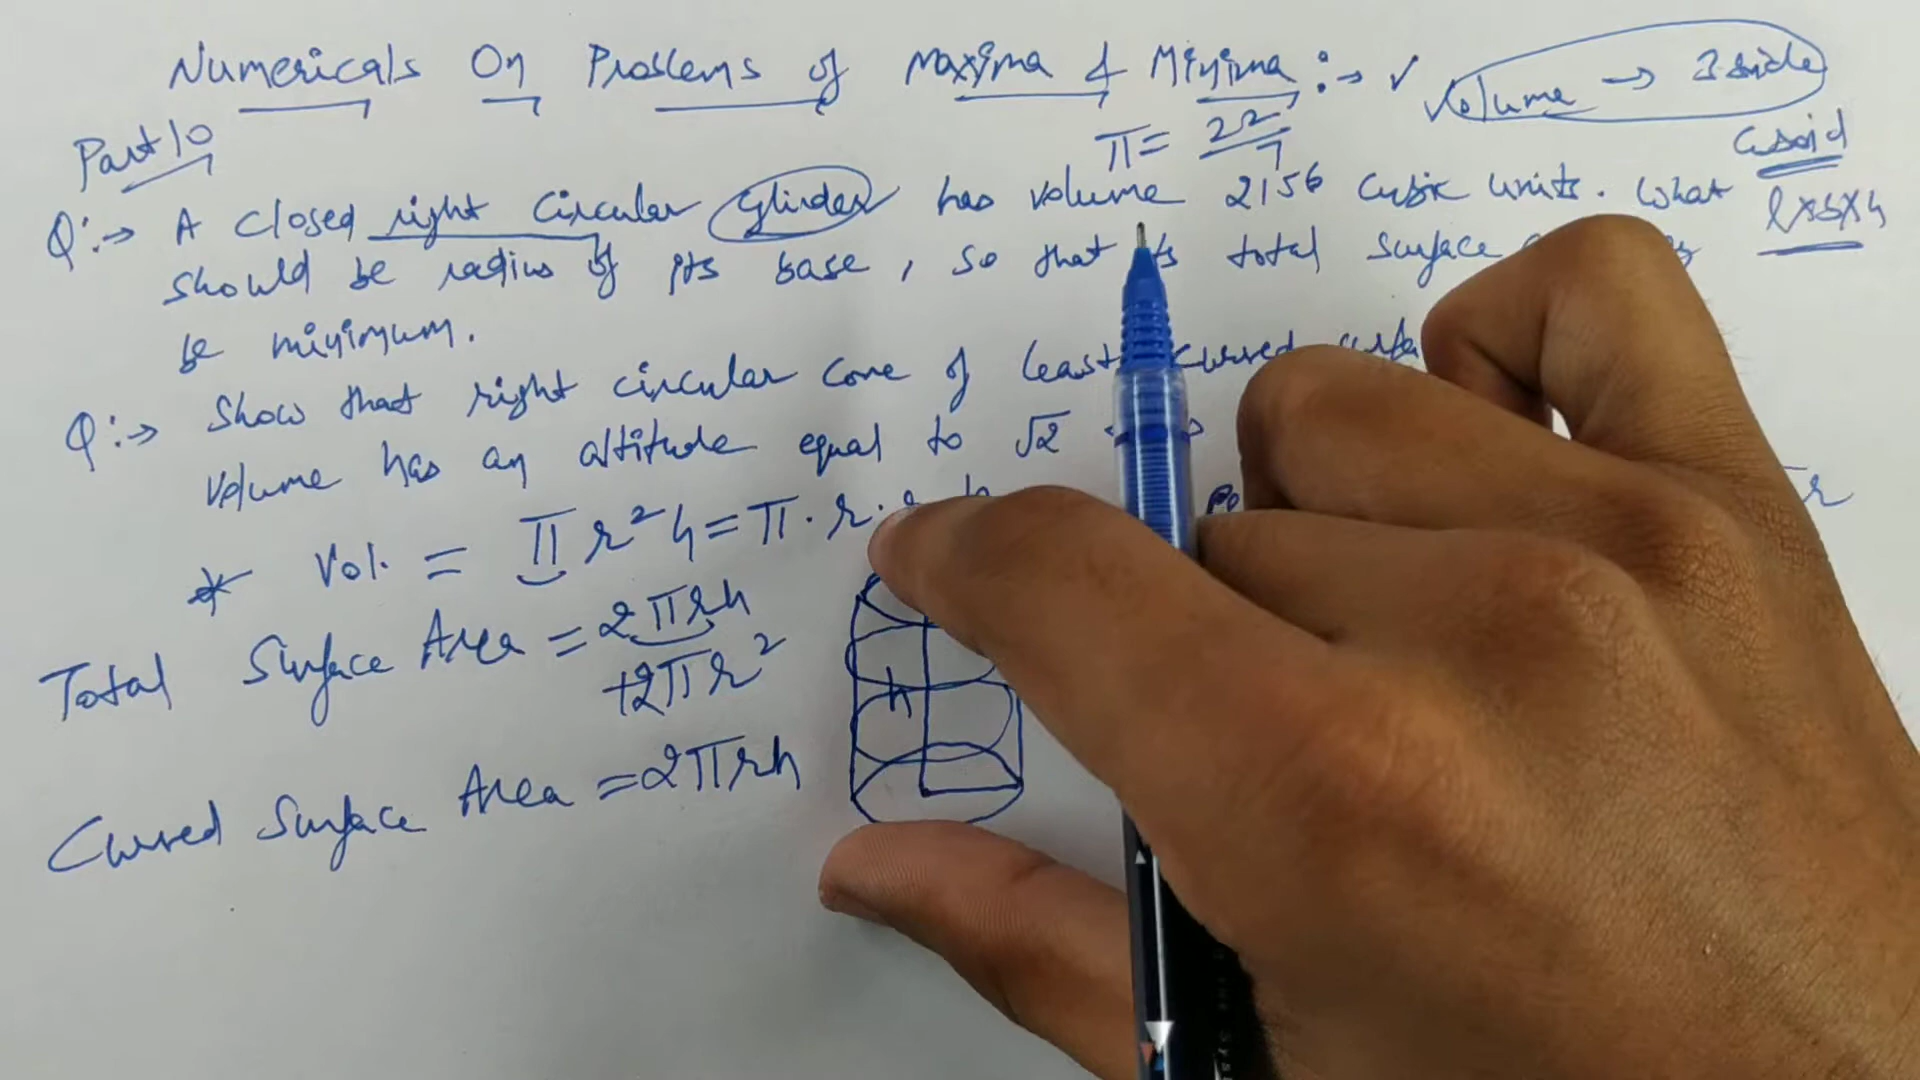 Numericals On Problems of Maxima & Minima :→ ✓
Volume → 3 side
Part 10
π = 22/7
Cuboid
l×b×h
Q:→ A closed right circular cylinder has volume 2156 cubic units. What
should be radius of its base, so that its total surface
be minimum.
Q:→ Show that right circular cone of least curved surfa
volume has an altitude equal to √2
* Vol. = πr²h = π·r·
Total Surface Area = 2πrh
+2πr²
h
Curved Surface Area = 2πrh